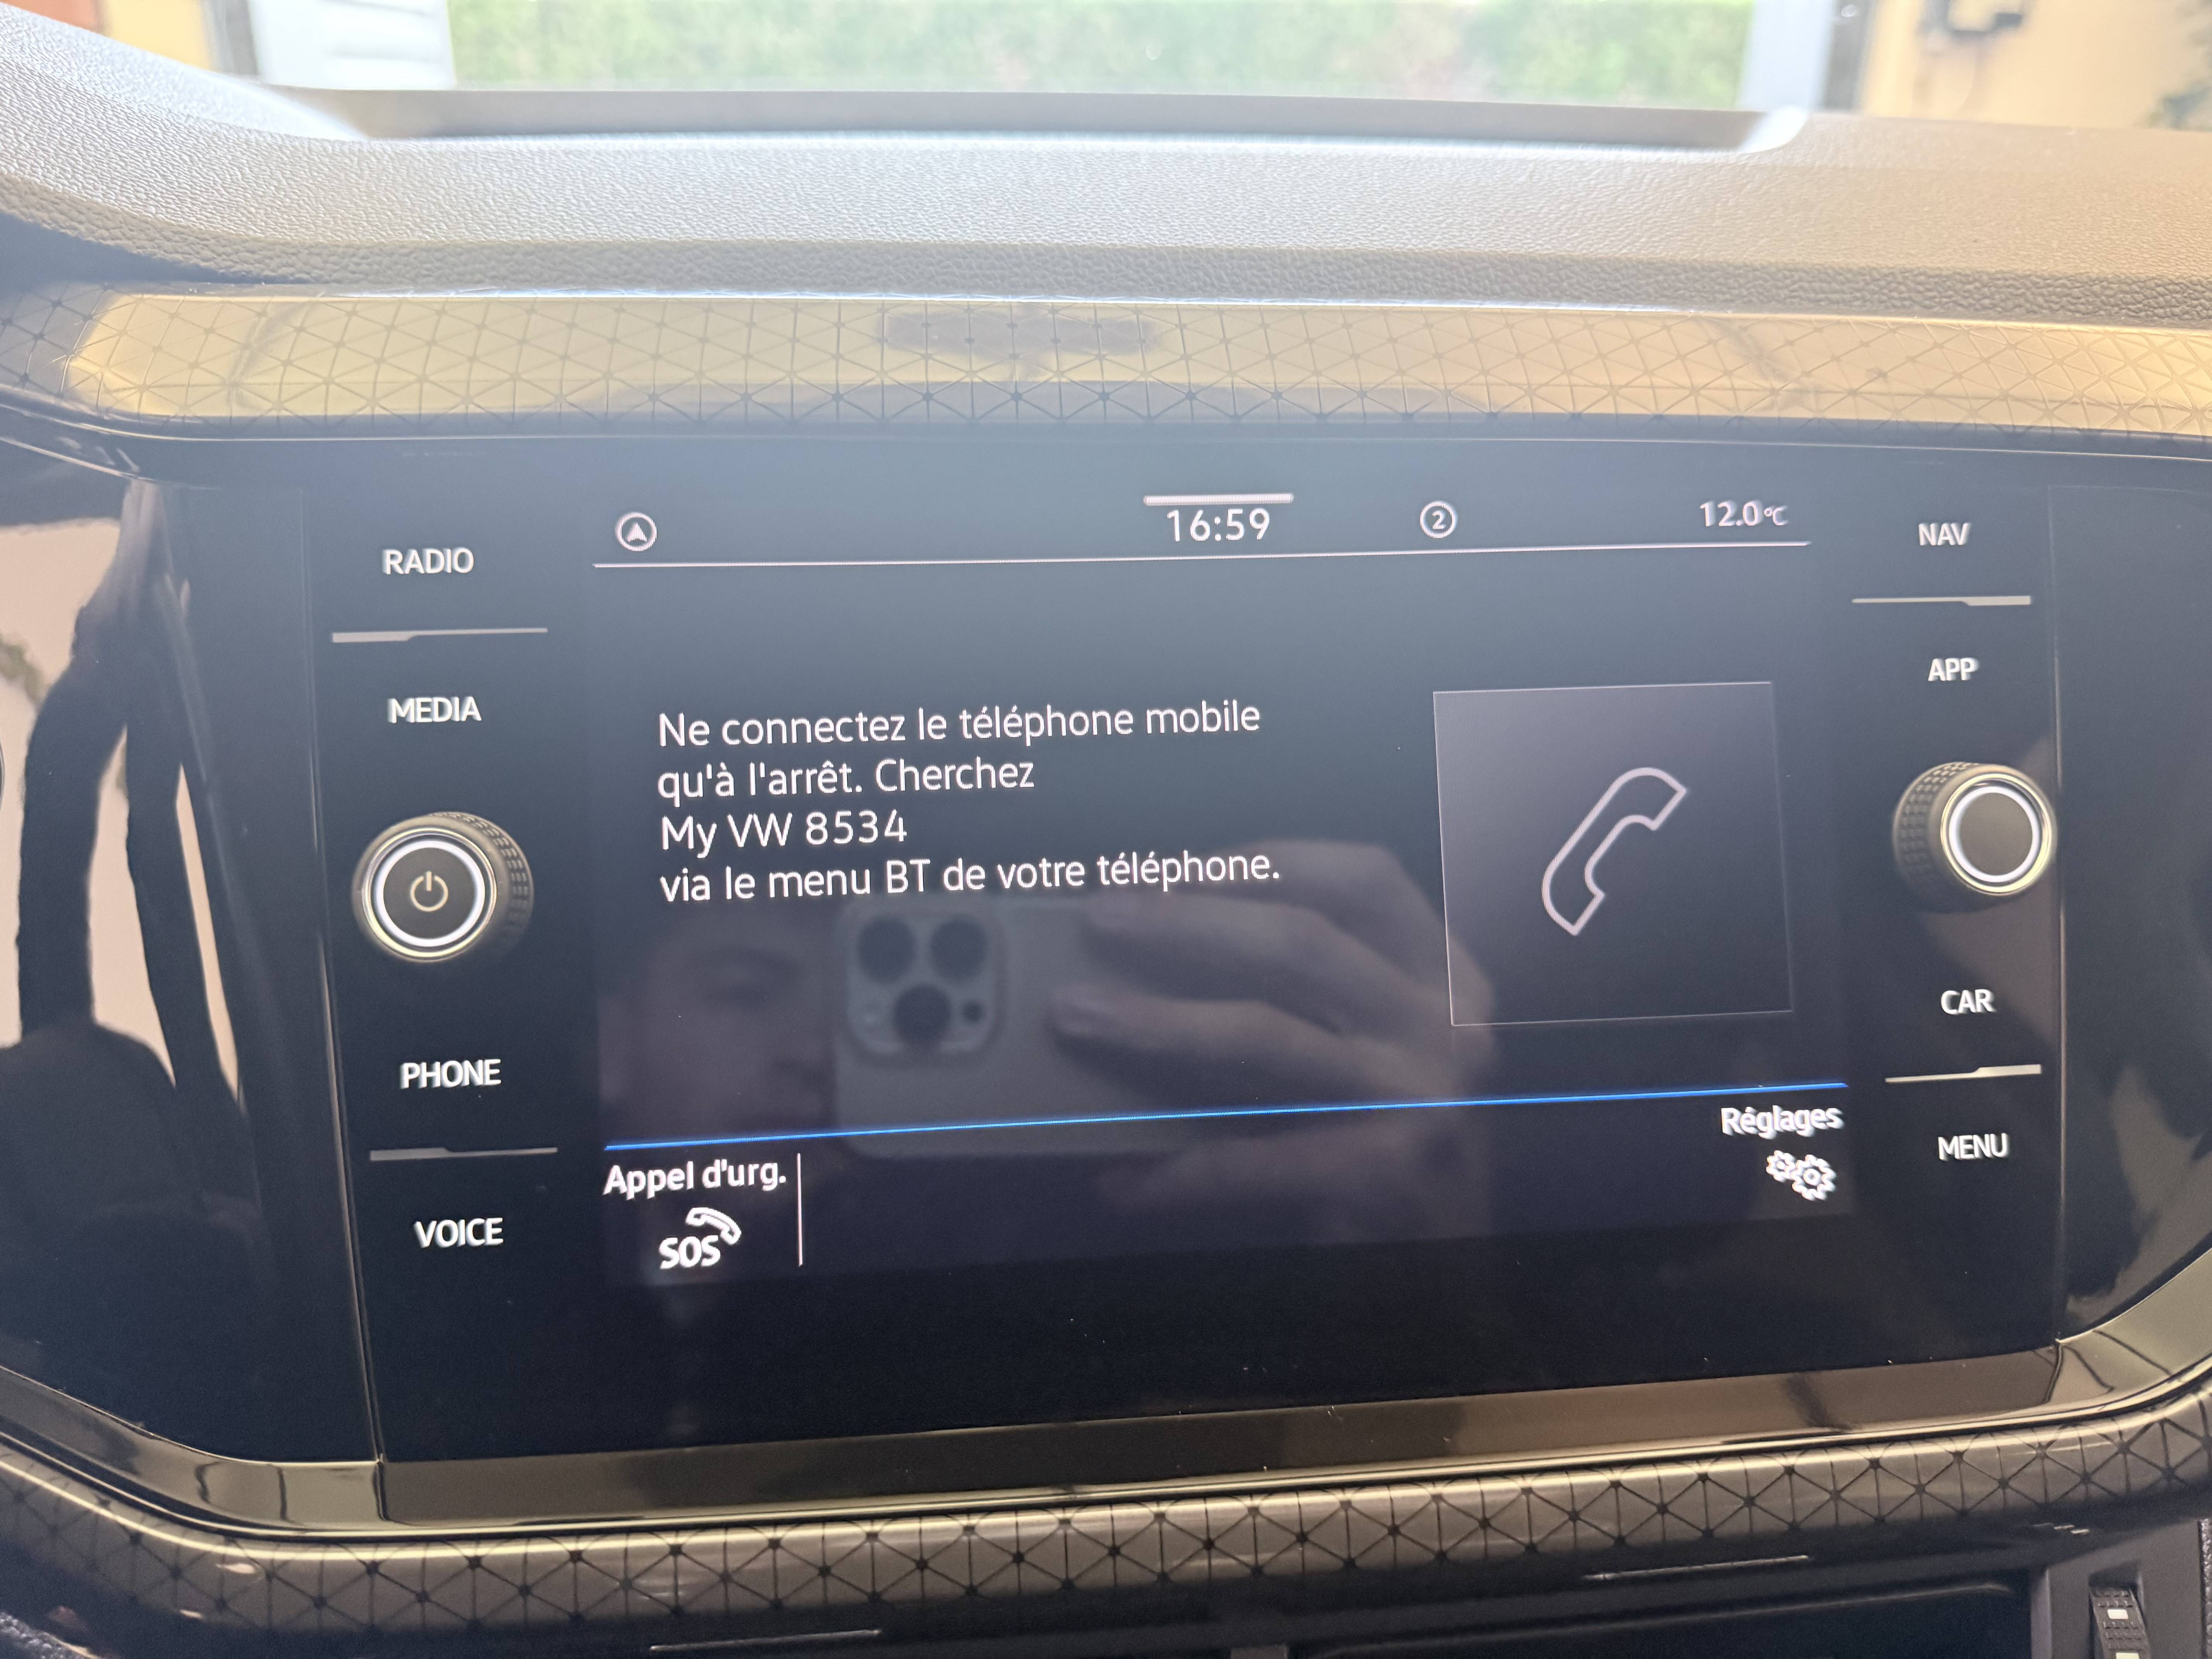 16:59
2
12.0°C
RADIO
MEDIA
PHONE
VOICE
Ne connectez le téléphone mobile
qu'à l'arrêt. Cherchez
My VW 8534
via le menu BT de votre téléphone.
Appel d'urg.
SOS
Réglages
NAV
APP
CAR
MENU